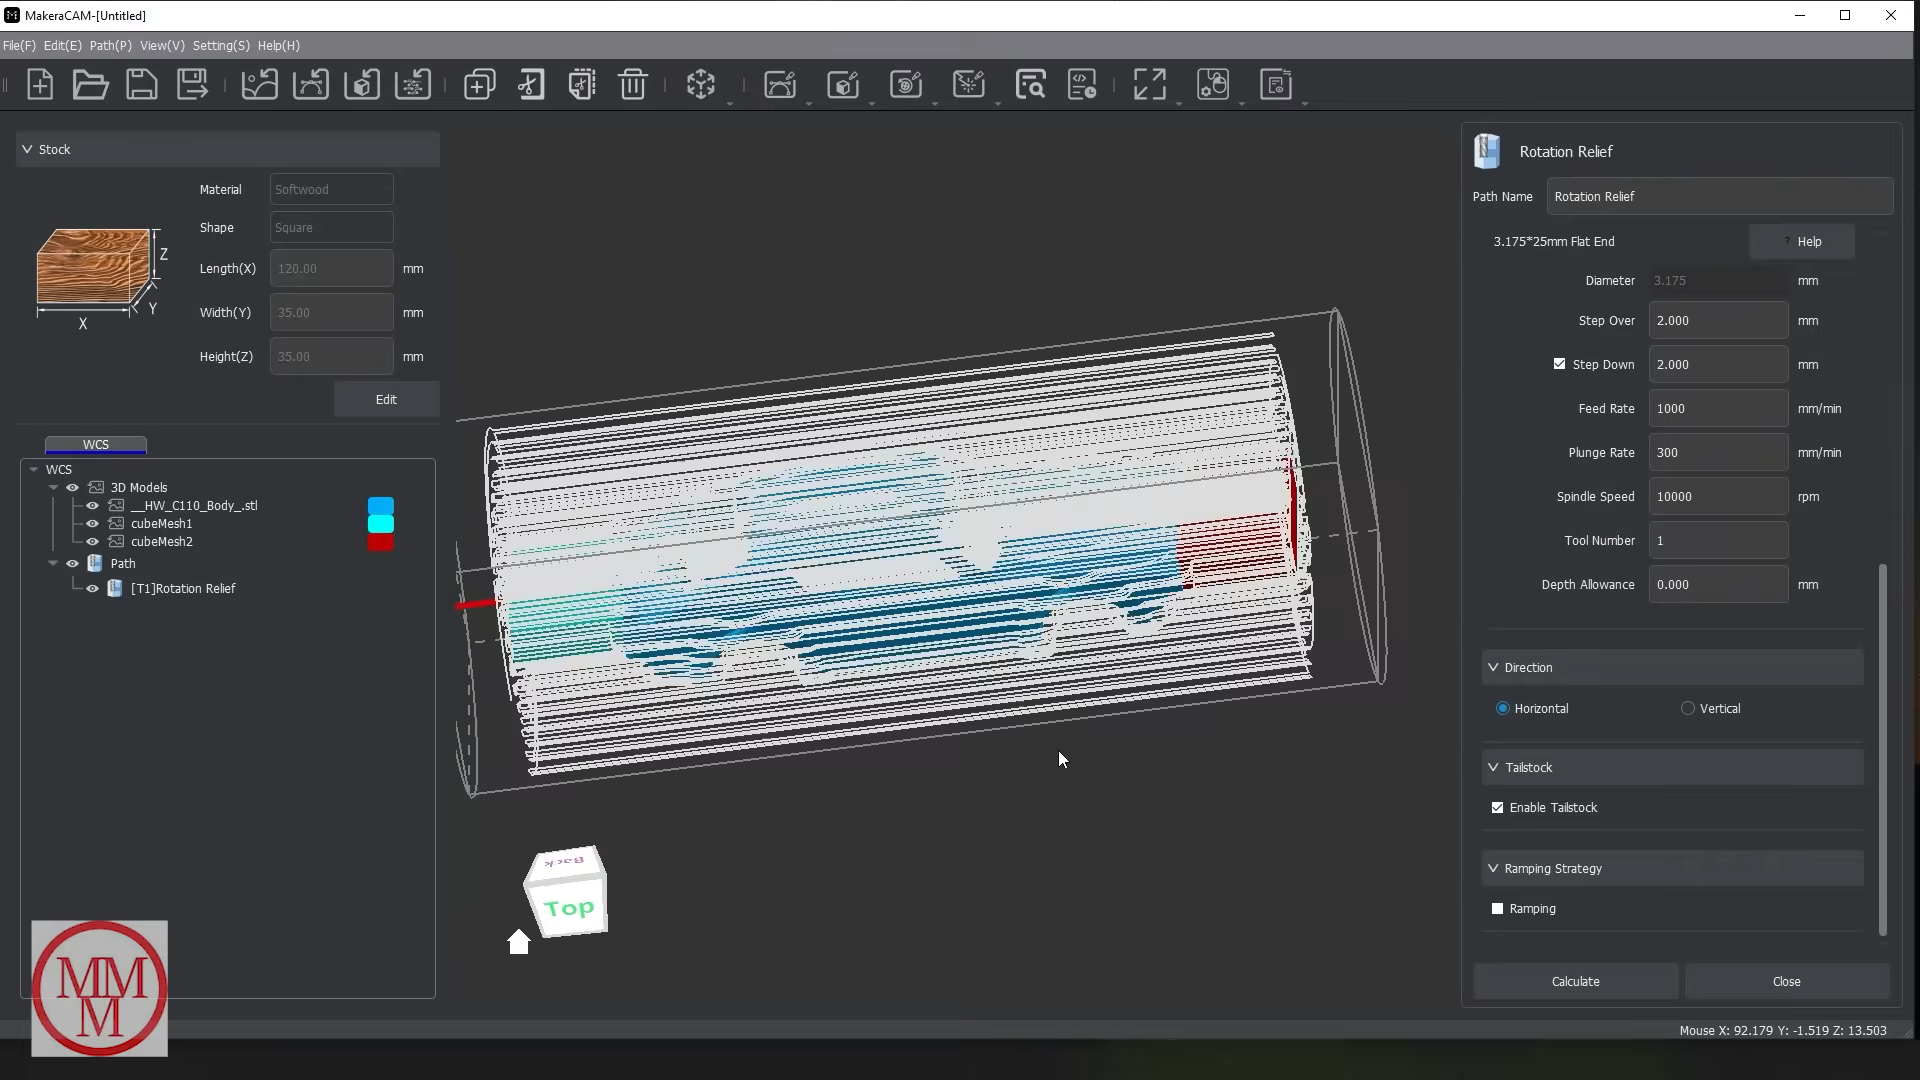 MakeraCAM-[Untitled]
File(F) Edit(E) Path(P) View(V) Setting(S) Help(H)
Stock
Material Softwood
Shape Square
Length(X) 120.00 mm
Width(Y) 35.00 mm
Height(Z) 35.00 mm
Z
Y
X
Edit
WCS
WCS
3D Models
__HW_C110_Body_.stl
cubeMesh1
cubeMesh2
Path
[T1]Rotation Relief
Back
Top
MM
M
Rotation Relief
Path Name Rotation Relief
3.175*25mm Flat End ? Help
Diameter 3.175 mm
Step Over 2.000 mm
Step Down 2.000 mm
Feed Rate 1000 mm/min
Plunge Rate 300 mm/min
Spindle Speed 10000 rpm
Tool Number 1
Depth Allowance 0.000 mm
Direction
Horizontal Vertical
Tailstock
Enable Tailstock
Ramping Strategy
Ramping
Calculate Close
Mouse X: 92.179 Y: -1.519 Z: 13.503